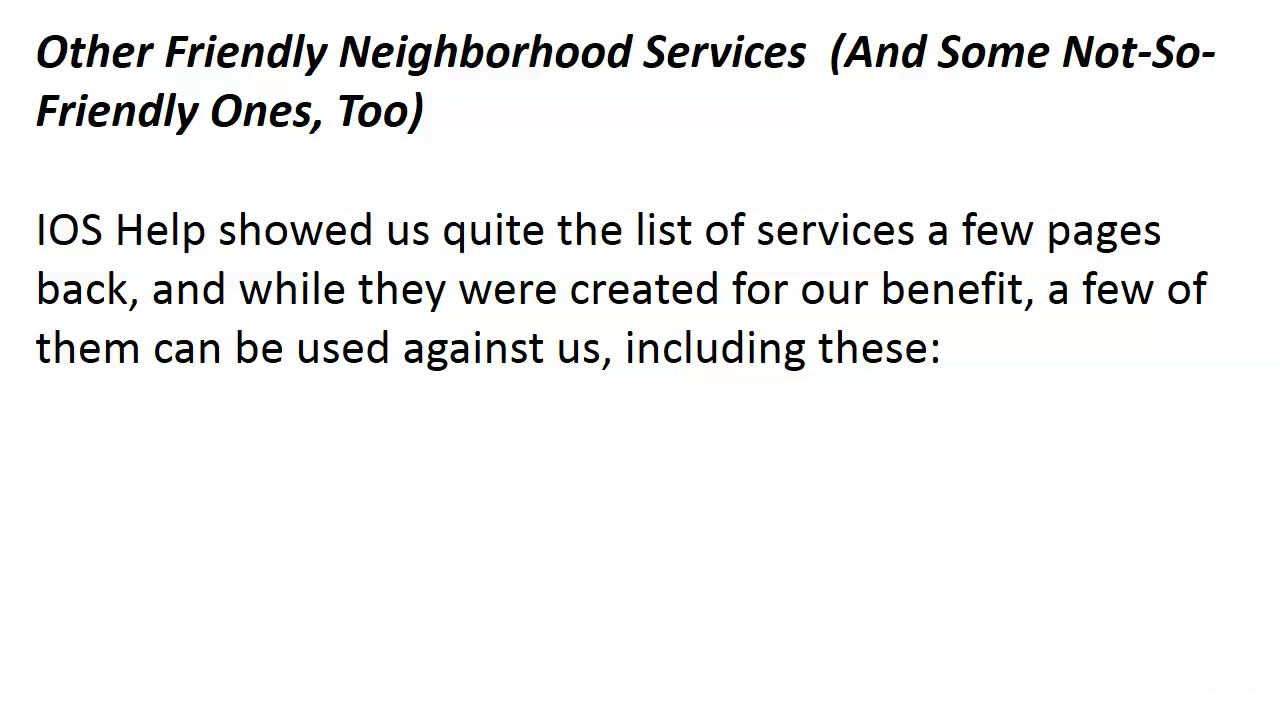 Other Friendly Neighborhood Services  (And Some Not-So-
Friendly Ones, Too)
IOS Help showed us quite the list of services a few pages
back, and while they were created for our benefit, a few of
them can be used against us, including these: